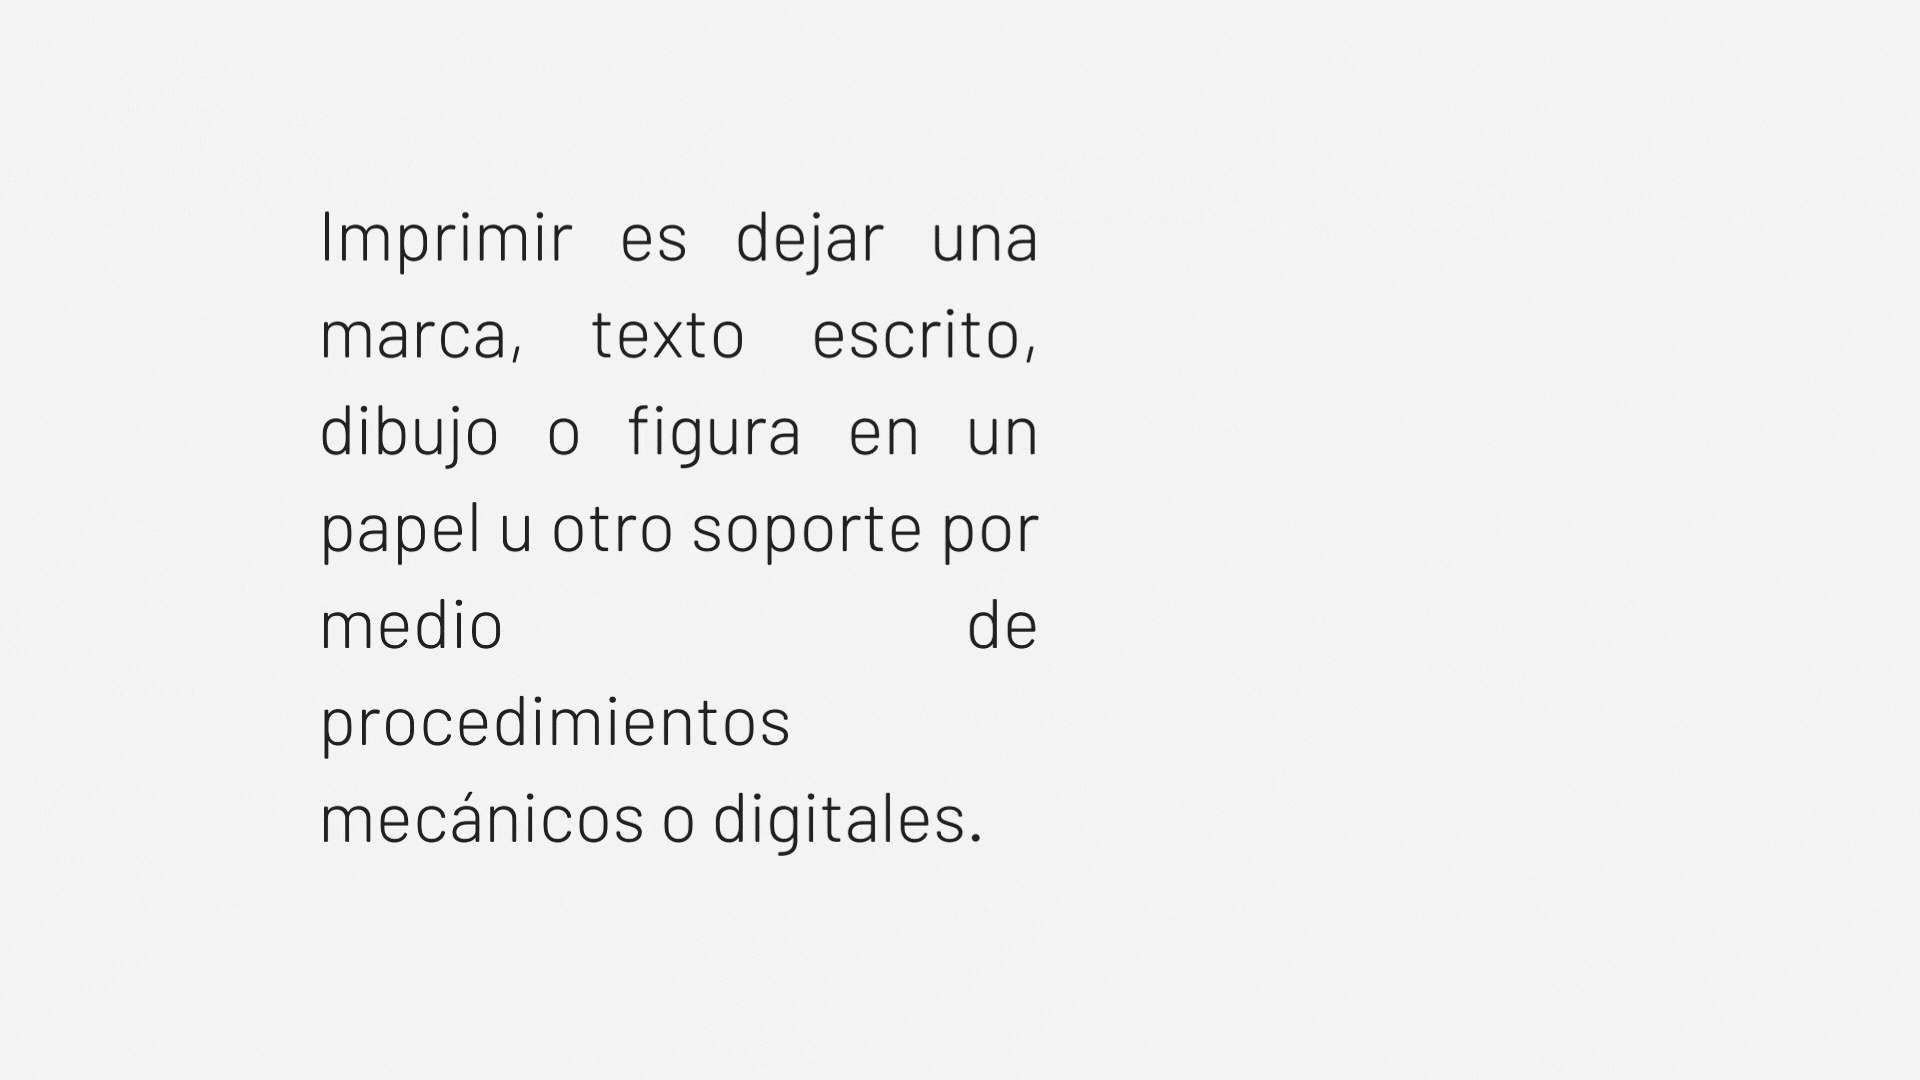 Imprimir es dejar una
marca, texto escrito,
dibujo o figura en un
papel u otro soporte por
medio de
procedimientos
mecánicos o digitales.